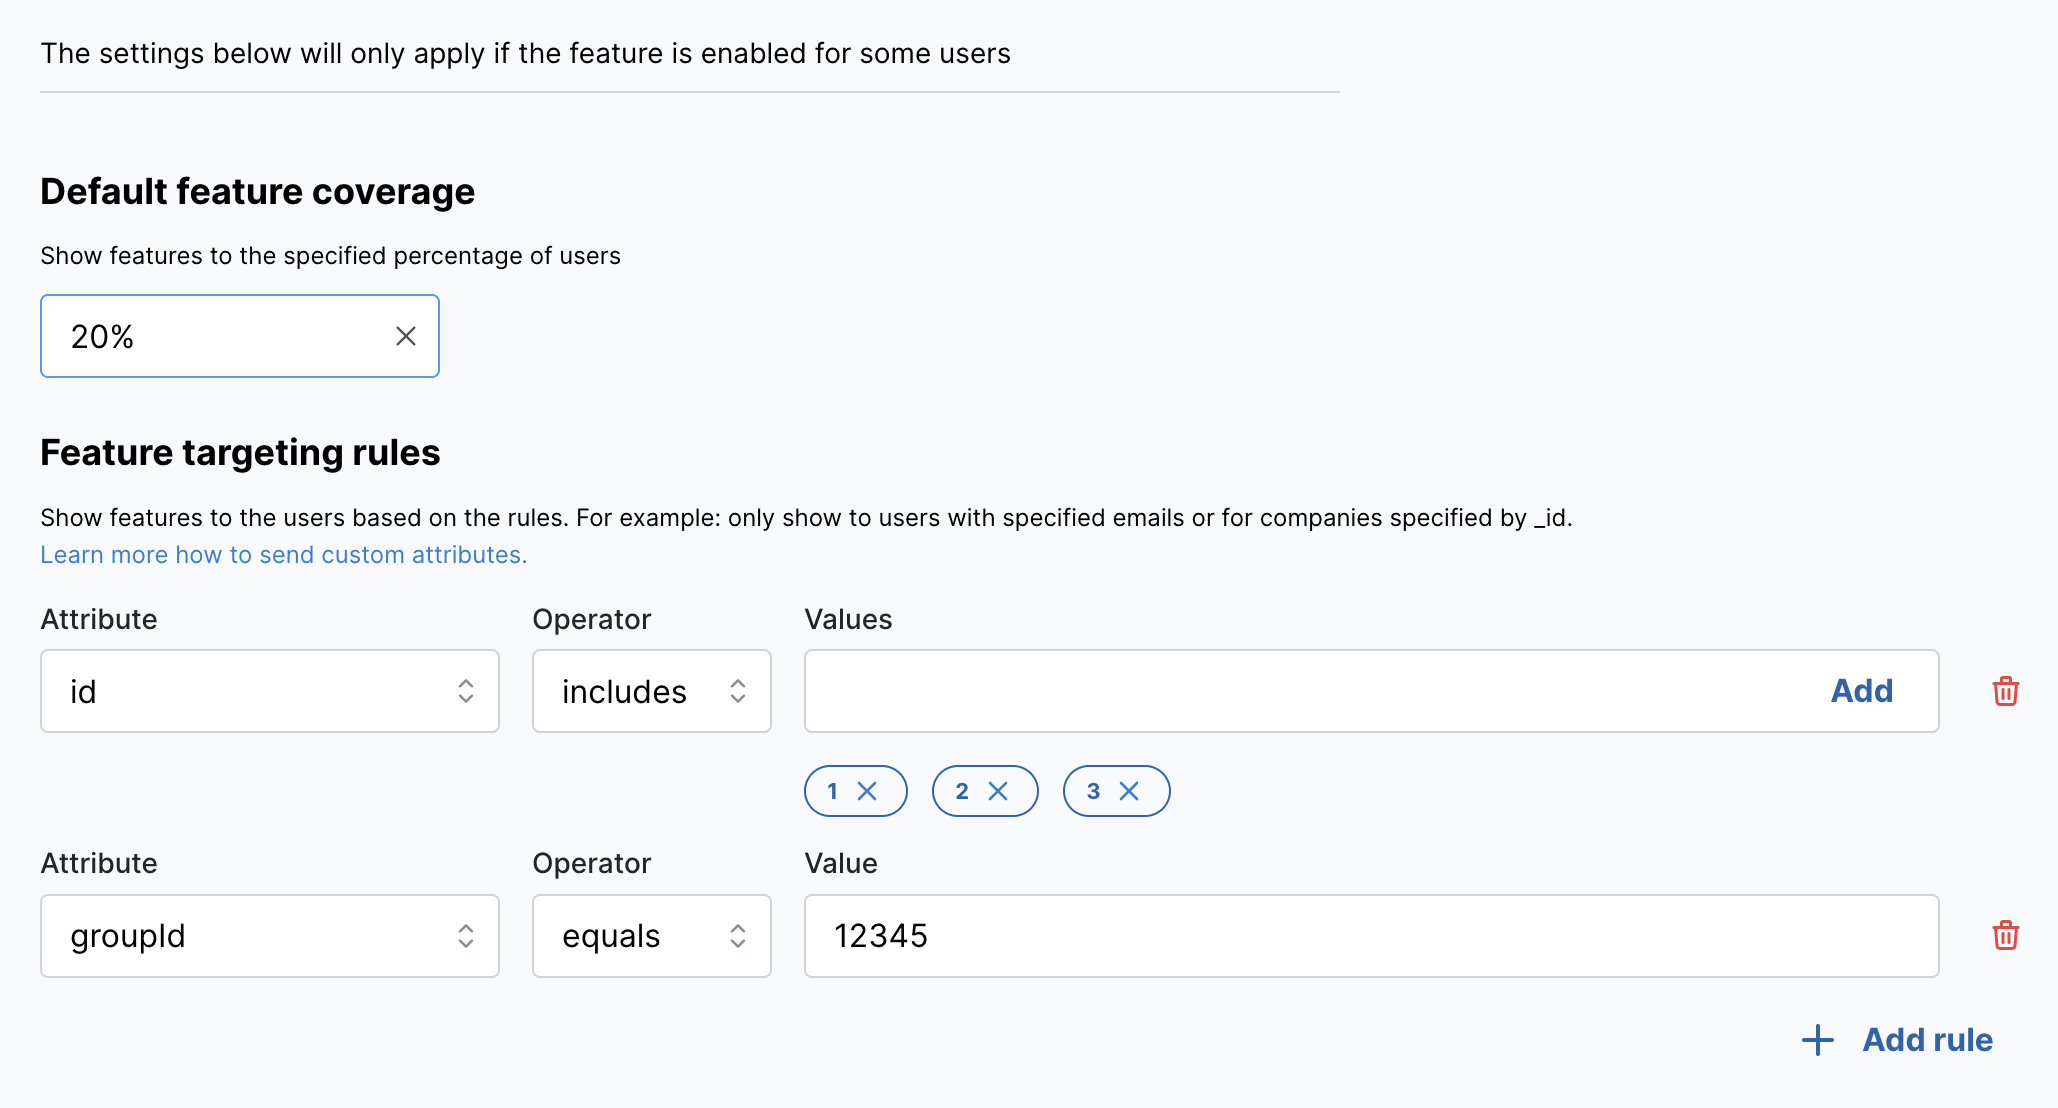 The settings below will only apply if the feature is enabled for some users
Default feature coverage
Show features to the specified percentage of users
20%
Feature targeting rules
Show features to the users based on the rules. For example: only show to users with specified emails or for companies specified by _id.
Learn more how to send custom attributes.
Attribute Operator Values
id includes Add
1 2 3
Attribute Operator Value
groupId equals 12345
Add rule